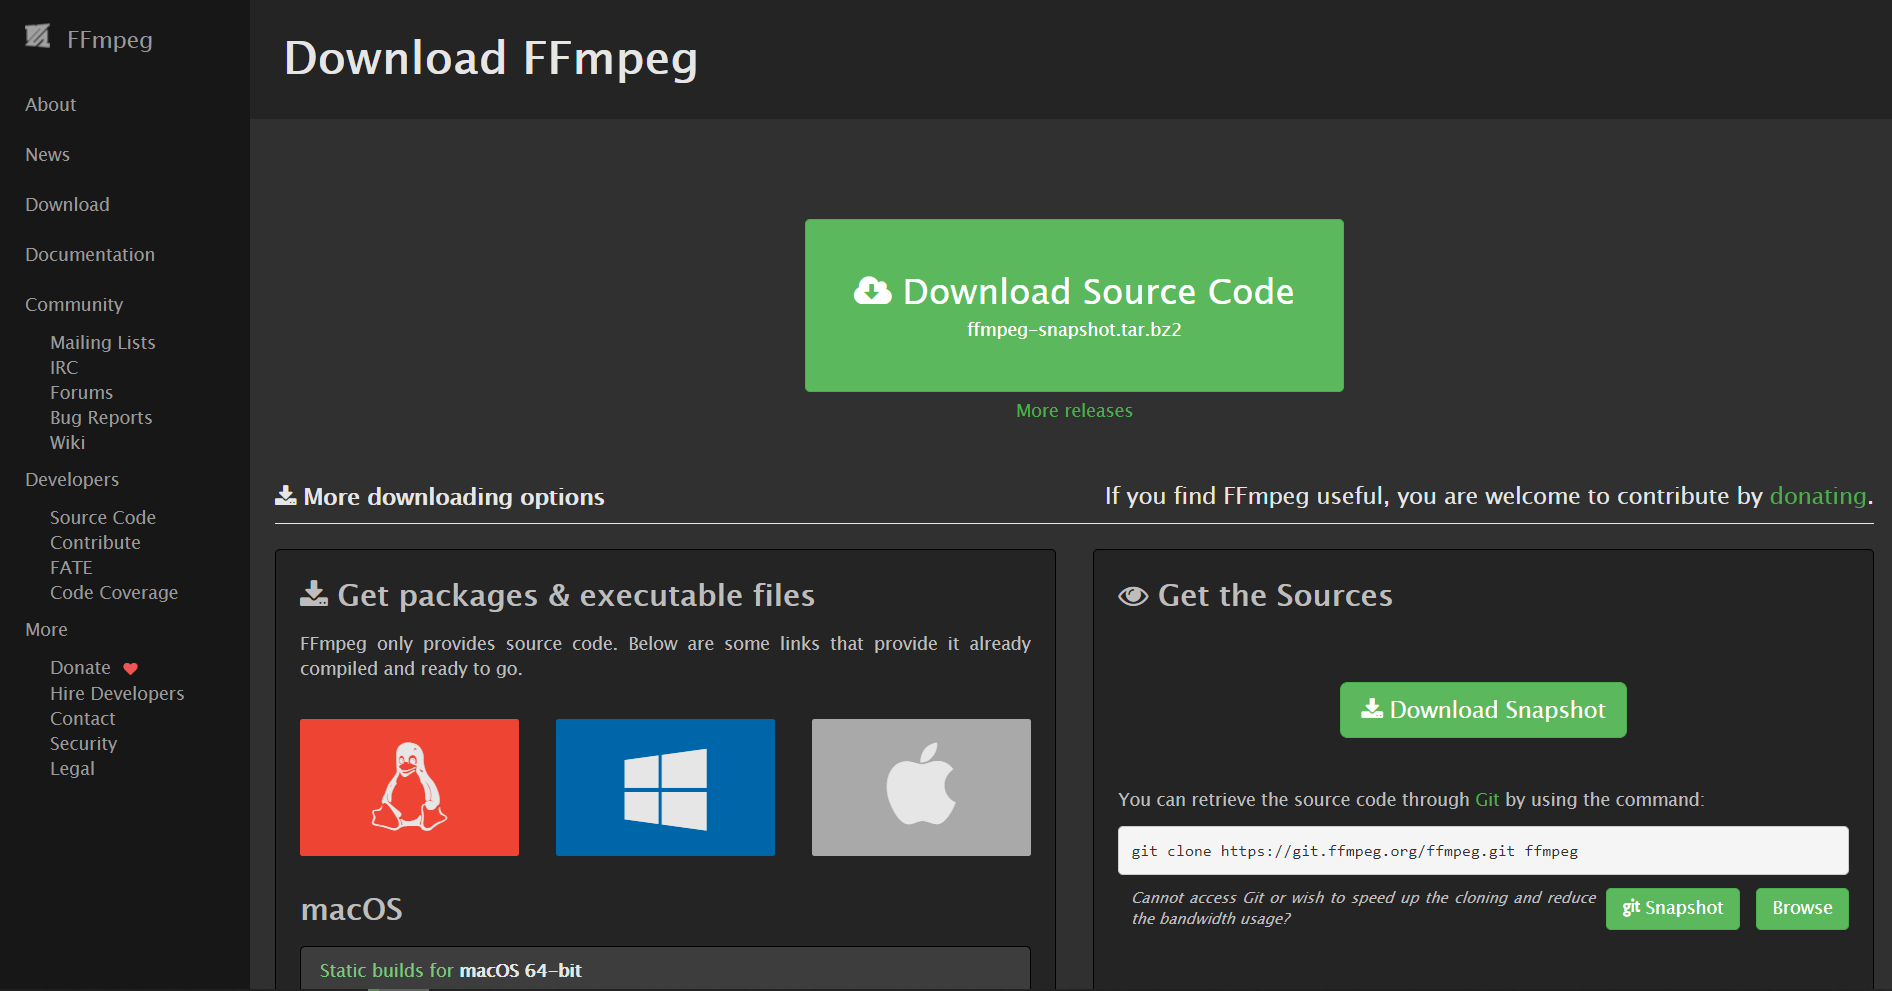 FFmpeg
About
News
Download
Documentation
Community
Mailing Lists
IRC
Forums
Bug Reports
Wiki
Developers
Source Code
Contribute
FATE
Code Coverage
More
Donate
Hire Developers
Contact
Security
Legal
Download FFmpeg
Download Source Code
ffmpeg-snapshot.tar.bz2
More releases
More downloading options
If you find FFmpeg useful, you are welcome to contribute by donating.
Get packages & executable files
FFmpeg only provides source code. Below are some links that provide it already
compiled and ready to go.
macOS
Static builds for macOS 64-bit
Get the Sources
Download Snapshot
You can retrieve the source code through Git by using the command:
git clone https://git.ffmpeg.org/ffmpeg.git ffmpeg
Cannot access Git or wish to speed up the cloning and reduce
the bandwidth usage?
git Snapshot
Browse